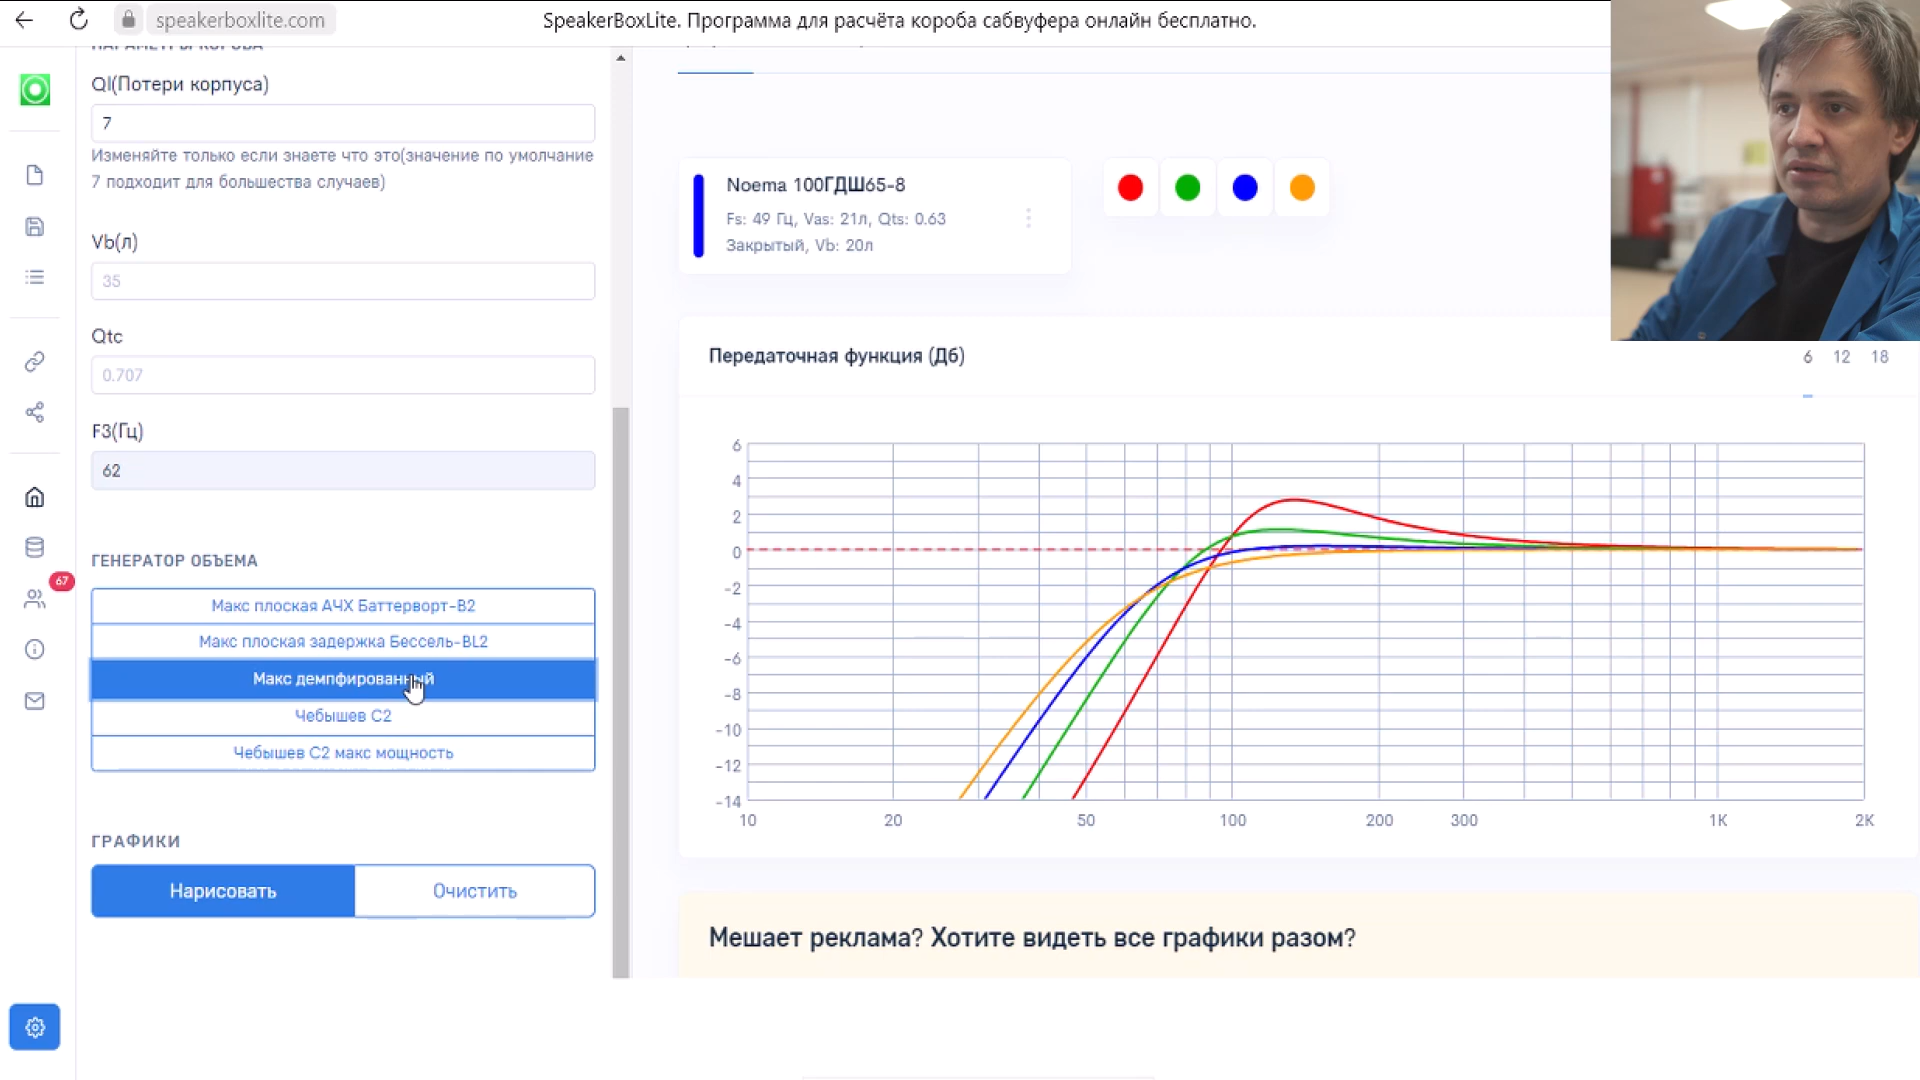 speakerboxlite.com
SpeakerBoxLite. Программа для расчёта короба сабвуфера онлайн бесплатно.
Ql(Потери корпуса)
7
Изменяйте только если знаете что это(значение по умолчание
7 подходит для большества случаев)
Vb(л)
35
Qtc
0.707
F3(Гц)
62
ГЕНЕРАТОР ОБЪЕМА
67
Макс плоская АЧХ Баттерворт-B2
Макс плоская задержка Бессель-BL2
Макс демпфированный
Чебышев C2
Чебышев C2 макс мощность
ГРАФИКИ
Нарисовать
Очистить
Noema 100ГДШ65-8
Fs: 49 Гц, Vas: 21л, Qts: 0.63
Закрытый, Vb: 20л
Передаточная функция (Дб)
6 12 18
6
4
2
0
-2
-4
-6
-8
-10
-12
-14
10 20 50 100 200 300 1K 2K
Мешает реклама? Хотите видеть все графики разом?